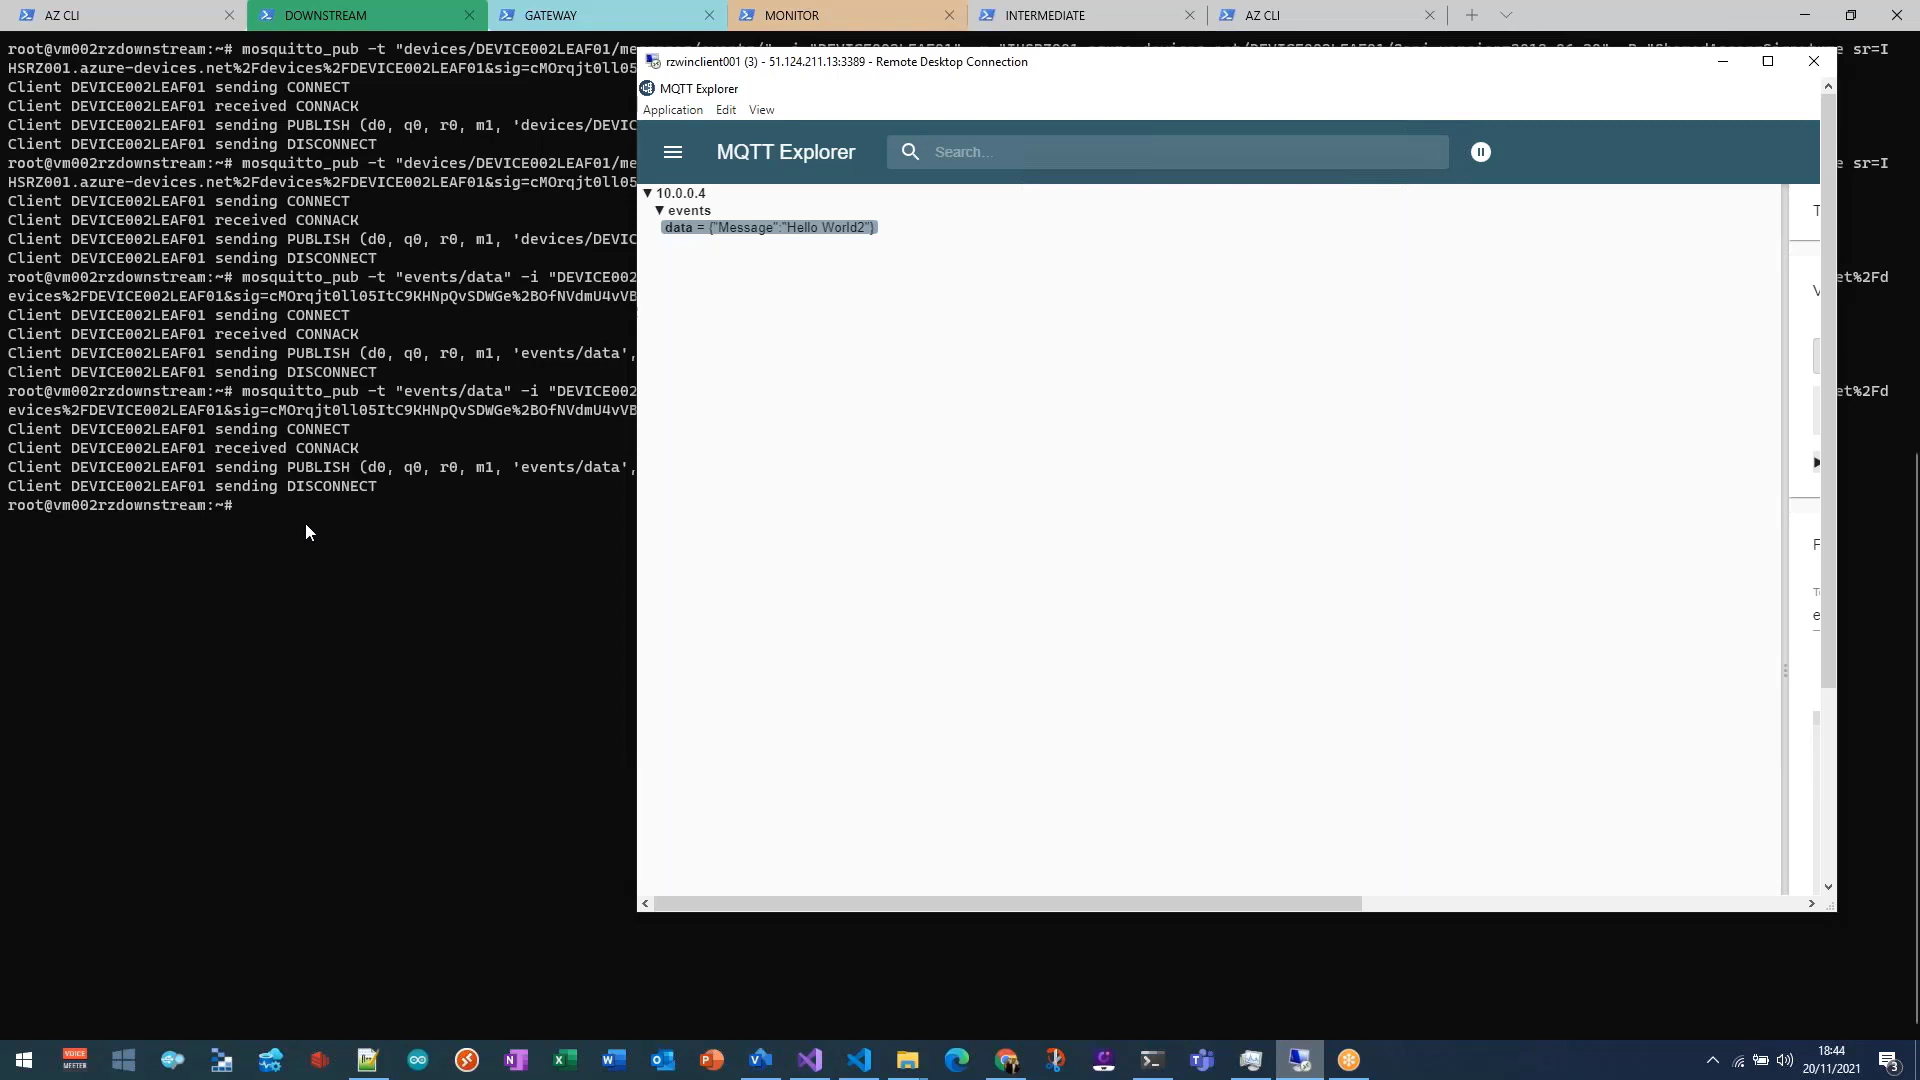 AZ CLI
DOWNSTREAM
GATEWAY
MONITOR
INTERMEDIATE
AZ CLI
root@vm002rzdownstream:~# mosquitto_pub -t "devices/DEVICE002LEAF01/me
e sr=I
HSRZ001.azure-devices.net%2Fdevices%2FDEVICE002LEAF01&sig=cMOrqjt0ll05
Client DEVICE002LEAF01 sending CONNECT
Client DEVICE002LEAF01 received CONNACK
Client DEVICE002LEAF01 sending PUBLISH (d0, q0, r0, m1, 'devices/DEVIC
Client DEVICE002LEAF01 sending DISCONNECT
root@vm002rzdownstream:~# mosquitto_pub -t "devices/DEVICE002LEAF01/me
e sr=I
HSRZ001.azure-devices.net%2Fdevices%2FDEVICE002LEAF01&sig=cMOrqjt0ll05
Client DEVICE002LEAF01 sending CONNECT
Client DEVICE002LEAF01 received CONNACK
Client DEVICE002LEAF01 sending PUBLISH (d0, q0, r0, m1, 'devices/DEVIC
Client DEVICE002LEAF01 sending DISCONNECT
root@vm002rzdownstream:~# mosquitto_pub -t "events/data" -i "DEVICE002
et%2Fd
evices%2FDEVICE002LEAF01&sig=cMOrqjt0ll05ItC9KHNpQvSDWGe%2BOfNVdmU4vVB
Client DEVICE002LEAF01 sending CONNECT
Client DEVICE002LEAF01 received CONNACK
Client DEVICE002LEAF01 sending PUBLISH (d0, q0, r0, m1, 'events/data',
Client DEVICE002LEAF01 sending DISCONNECT
root@vm002rzdownstream:~# mosquitto_pub -t "events/data" -i "DEVICE002
et%2Fd
evices%2FDEVICE002LEAF01&sig=cMOrqjt0ll05ItC9KHNpQvSDWGe%2BOfNVdmU4vVB
Client DEVICE002LEAF01 sending CONNECT
Client DEVICE002LEAF01 received CONNACK
Client DEVICE002LEAF01 sending PUBLISH (d0, q0, r0, m1, 'events/data',
Client DEVICE002LEAF01 sending DISCONNECT
root@vm002rzdownstream:~#
rzwinclient001 (3) - 51.124.211.13:3389 - Remote Desktop Connection
MQTT Explorer
Application Edit View
MQTT Explorer
Search...
10.0.0.4
events
data = {"Message":"Hello World2"}
VOICE
MEETER
18:44
20/11/2021
3